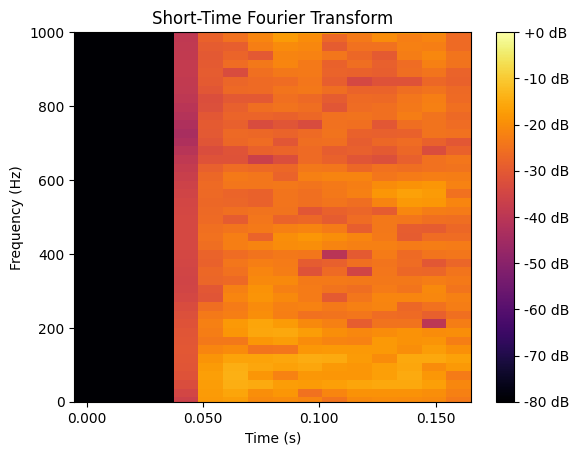 Short-Time Fourier Transform
1000
800
600
400
200
0
Frequency (Hz)
0.000
0.050
0.100
0.150
Time (s)
+0 dB
-10 dB
-20 dB
-30 dB
-40 dB
-50 dB
-60 dB
-70 dB
-80 dB